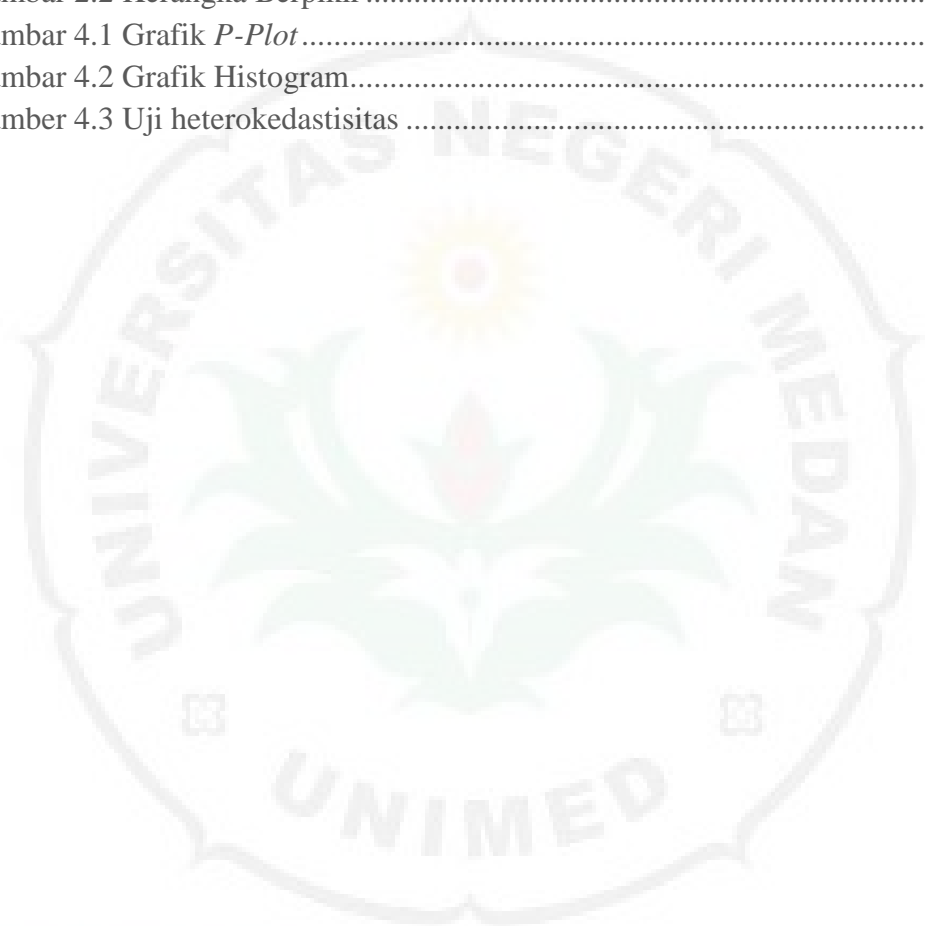 mbar 2.2 Kerangka Berpikir ....................................................................
mbar 4.1 Grafik P-Plot .............................................................................
mbar 4.2 Grafik Histogram.......................................................................
mber 4.3 Uji heterokedastisitas ................................................................
UNIVERSITAS NEGERI MEDAN
UNIMED